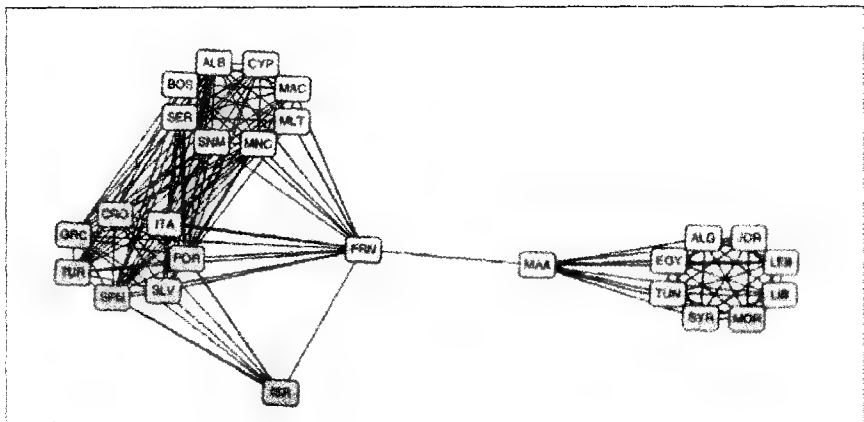 ALB CYP
BOS MAC
SER MLT
SNM MNC
CRO ITA
GRC POR FRN ALG JOR
TUR MAA EGY LEB
SPN SLV TUN LIB
SYR MOR
ISR